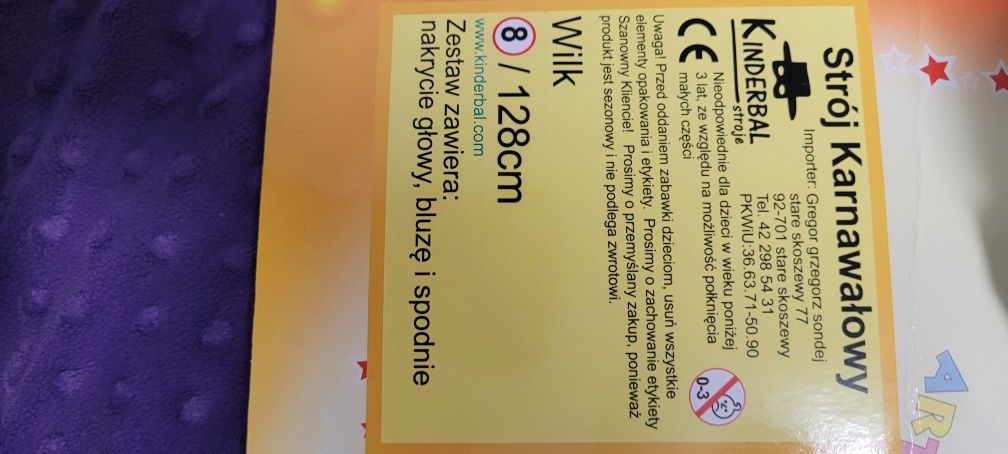 Strój Karnawałowy
Importer: Gregor grzegorz sondej
stare skoszewy 77
92-701 stare skoszewy
Tel. 42 298 54 31
PKWiU:36.63.71-50.90
KINDERBAL
stroje
CE
Nieodpowiednie dla dzieci w wieku poniżej
3 lat, ze względu na możliwość połknięcia
małych części
0-3
Uwaga! Przed oddaniem zabawki dzieciom, usuń wszystkie
elementy opakowania i etykiety. Prosimy o zachowanie etykiety
Szanowny Kliencie! Prosimy o przemyślany zakup, ponieważ
produkt jest sezonowy i nie podlega zwrotowi.
Wilk
8 / 128cm
www.kinderbal.com
Zestaw zawiera:
nakrycie głowy, bluzę i spodnie